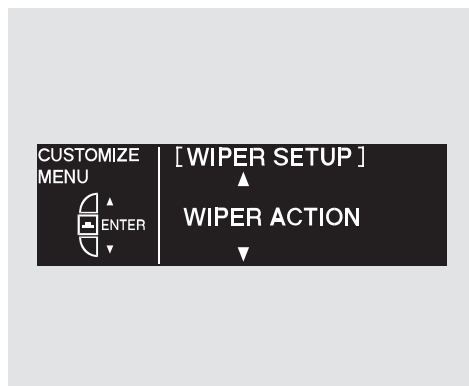 CUSTOMIZE
MENU
▲
ENTER
▼
[WIPER SETUP]
▲
WIPER ACTION
▼